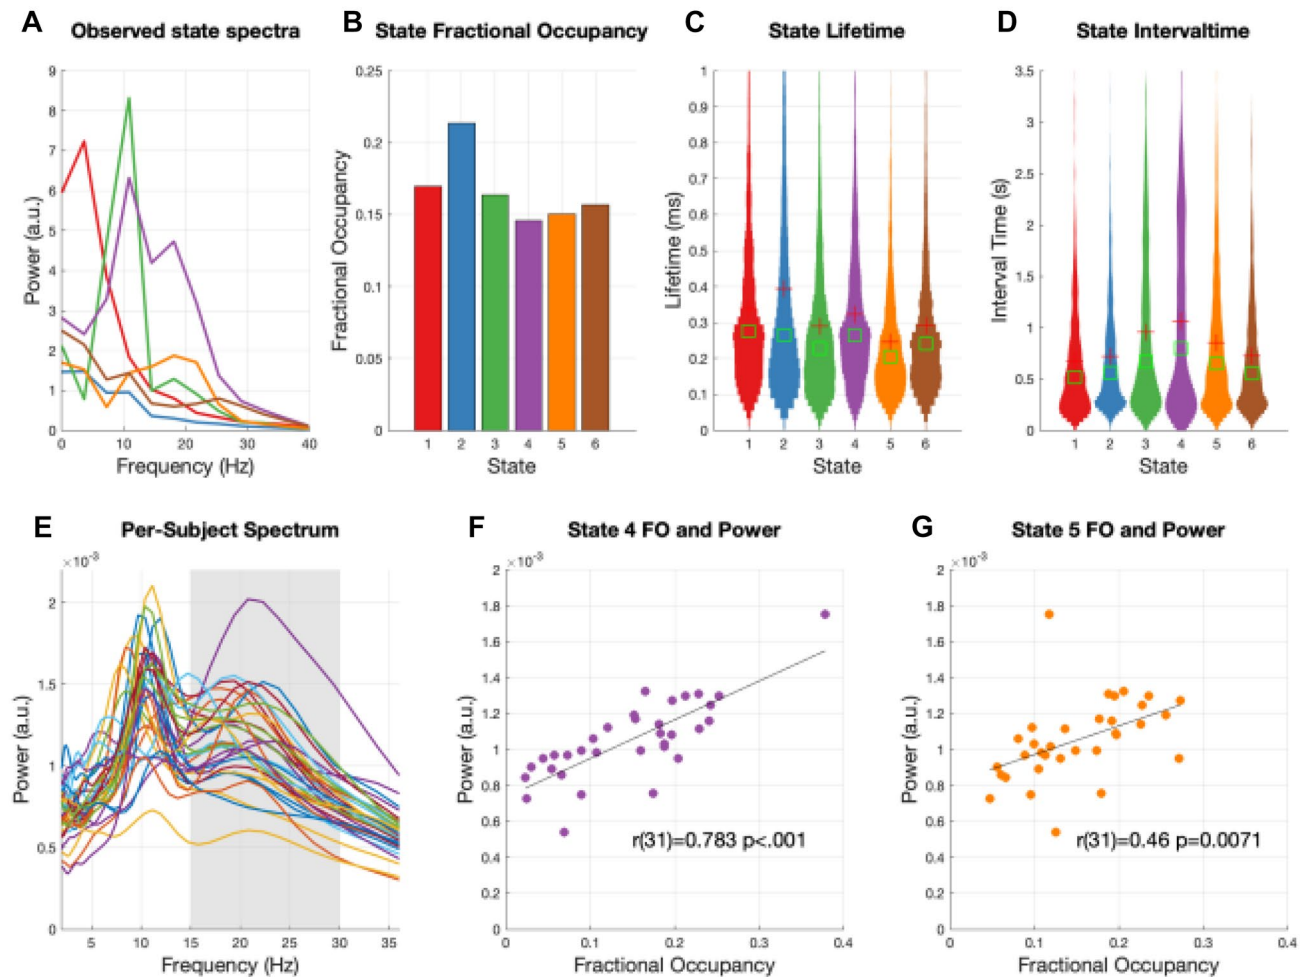 A Observed state spectra
Power (a.u.)
9
8
7
6
5
4
3
2
1
0
0 10 20 30 40
Frequency (Hz)
B State Fractional Occupancy
Fractional Occupancy
0.25
0.2
0.15
0.1
0.05
0
1 2 3 4 5 6
State
C State Lifetime
Lifetime (ms)
1
0.9
0.8
0.7
0.6
0.5
0.4
0.3
0.2
0.1
0
1 2 3 4 5 6
State
D State Intervaltime
Interval Time (s)
3.5
3
2.5
2
1.5
1
0.5
0
1 2 3 4 5 6
State
E Per-Subject Spectrum
×10⁻³
Power (a.u.)
2
1.5
1
0.5
0
5 10 15 20 25 30 35
Frequency (Hz)
F State 4 FO and Power
×10⁻³
Power (a.u.)
2
1.8
1.6
1.4
1.2
1
0.8
0.6
0.4
0.2
0
r(31)=0.783 p<.001
0 0.1 0.2 0.3 0.4
Fractional Occupancy
G State 5 FO and Power
×10⁻³
Power (a.u.)
2
1.8
1.6
1.4
1.2
1
0.8
0.6
0.4
0.2
0
r(31)=0.46 p=0.0071
0 0.1 0.2 0.3 0.4
Fractional Occupancy